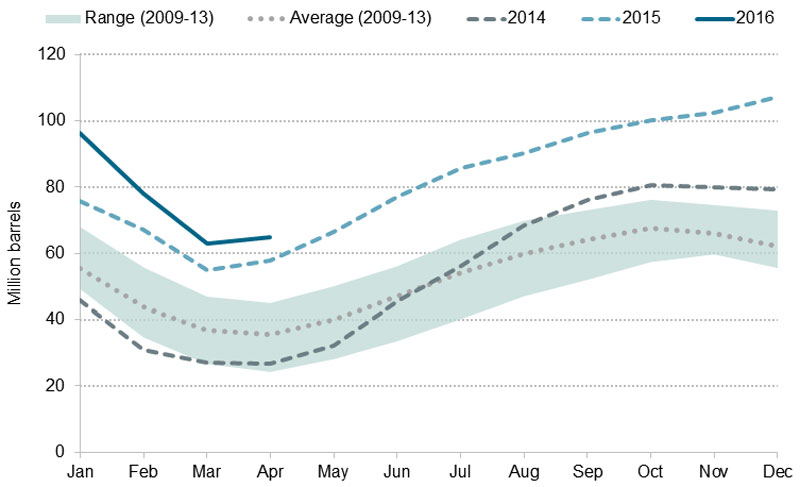 Range (2009-13) Average (2009-13) 2014 2015 2016
120
100
80
60
40
20
0
Million barrels
Jan Feb Mar Apr May Jun Jul Aug Sep Oct Nov Dec